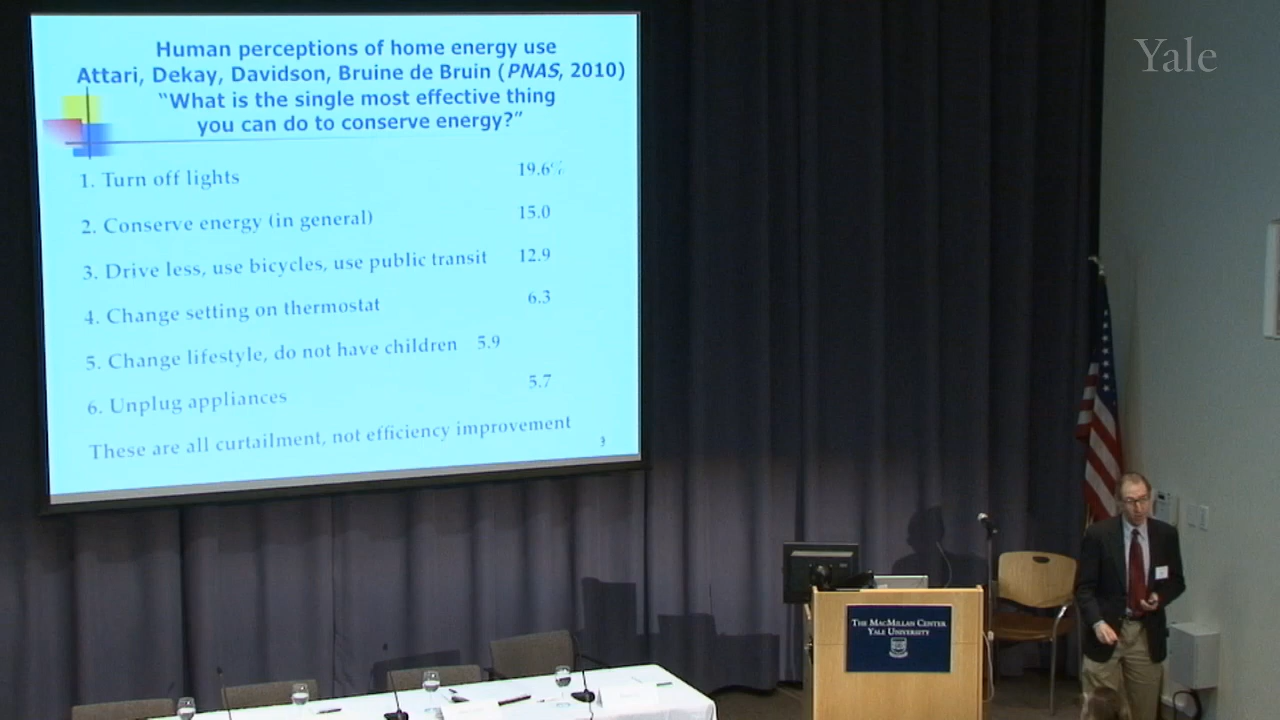 Human perceptions of home energy use
Attari, Dekay, Davidson, Bruine de Bruin (PNAS, 2010)
“What is the single most effective thing
you can do to conserve energy?”
1. Turn off lights 19.6%
2. Conserve energy (in general) 15.0
3. Drive less, use bicycles, use public transit 12.9
4. Change setting on thermostat 6.3
5. Change lifestyle, do not have children 5.9
6. Unplug appliances 5.7
These are all curtailment, not efficiency improvement
Yale
The MacMillan Center
Yale University